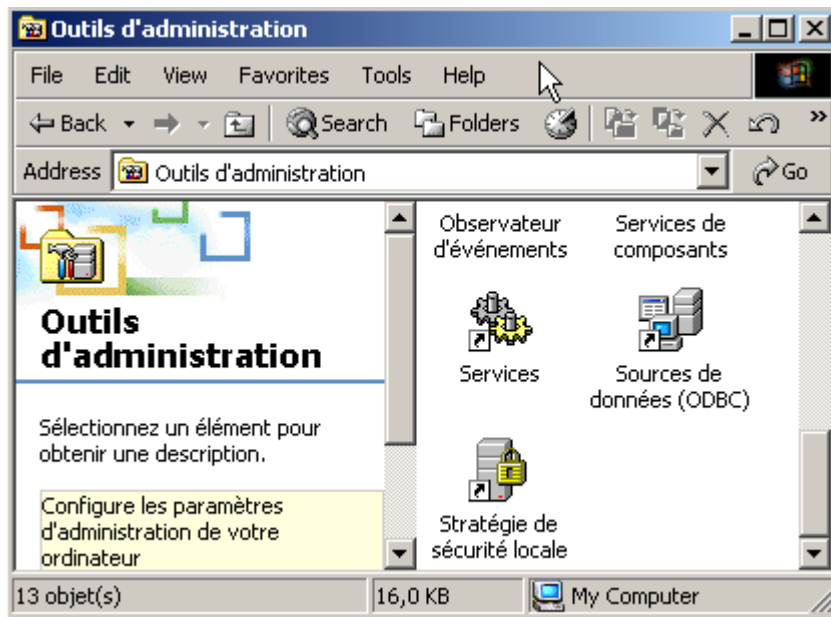 Outils d'administration
File Edit View Favorites Tools Help
Back Search Folders »
Address Outils d'administration Go
Outils
d'administration
Sélectionnez un élément pour
obtenir une description.
Configure les paramètres
d'administration de votre
ordinateur
Observateur
d'événements
Services de
composants
Services
Sources de
données (ODBC)
Stratégie de
sécurité locale
13 objet(s) 16,0 KB My Computer